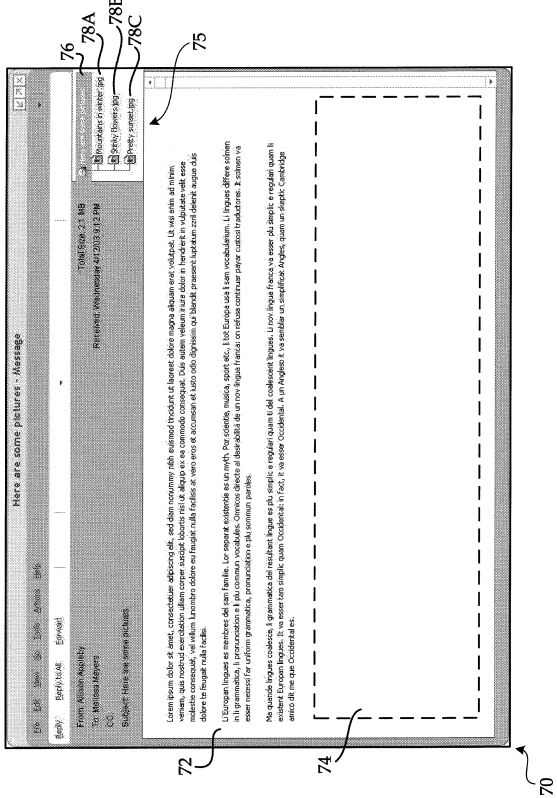 Here are some pictures - Message
File Edit View Go Tools Actions Help
Reply Reply to All Forward
From: Alison Appleby
To: Melissa Meyers
CC:
Subject: Here are some pictures
Total Size: 2.1 MB
Received: Wednesday 4/1/2003 9:12 PM
Mountains in winter.jpg
Stinky flowers.jpg
Pretty sunset.jpg
Lorem ipsum dolor sit amet, consectetuer adipiscing elit, sed diam nonummy nibh euismod tincidunt ut laoreet dolore magna aliquam erat volutpat. Ut wisi enim ad minim
veniam, quis nostrud exercitation ulliam corper suscipit lobortis nisl ut aliquip ex ea commodo consequat. Duis autem veleum iriure dolor in hendrerit in vulputate velit esse
molestie consequat, vel willum lunombro dolore eu feugiat nulla facilisis at vero eros et accumsan et iusto odio dignissim qui blandit praesent luptatum zzril delenit augue duis
dolore te feugait nulla facilisi.
Li Europan lingues es membres del sam familie. Lor separat existentie es un myth. Por scientie, musica, sport etc., li tot Europa usa li sam vocabularium. Li lingues differe solmen
in li grammatica, li pronunciation e li plu commun vocabules. Omnicos directe al desirabilitá de un nov lingua franca: on refusa continuar payar custosi traductores. It solmen va
esser necessi far uniform grammatica, pronunciation e plu sommun paroles.
Ma quande lingues coalesce, li grammatica del resultant lingue es plu simplic e regulari quam ti del coalescent lingues. Li nov lingua franca va esser plu simplic e regulari quam li
existent Europan lingues. It va esser tam simplic quam Occidental: in fact, it va esser Occidental. A un Angleso it va semblar un simplificat Angles, quam un skeptic Cambridge
amico dit me que Occidental es.
70
72
74
75
76
78A
78B
78C